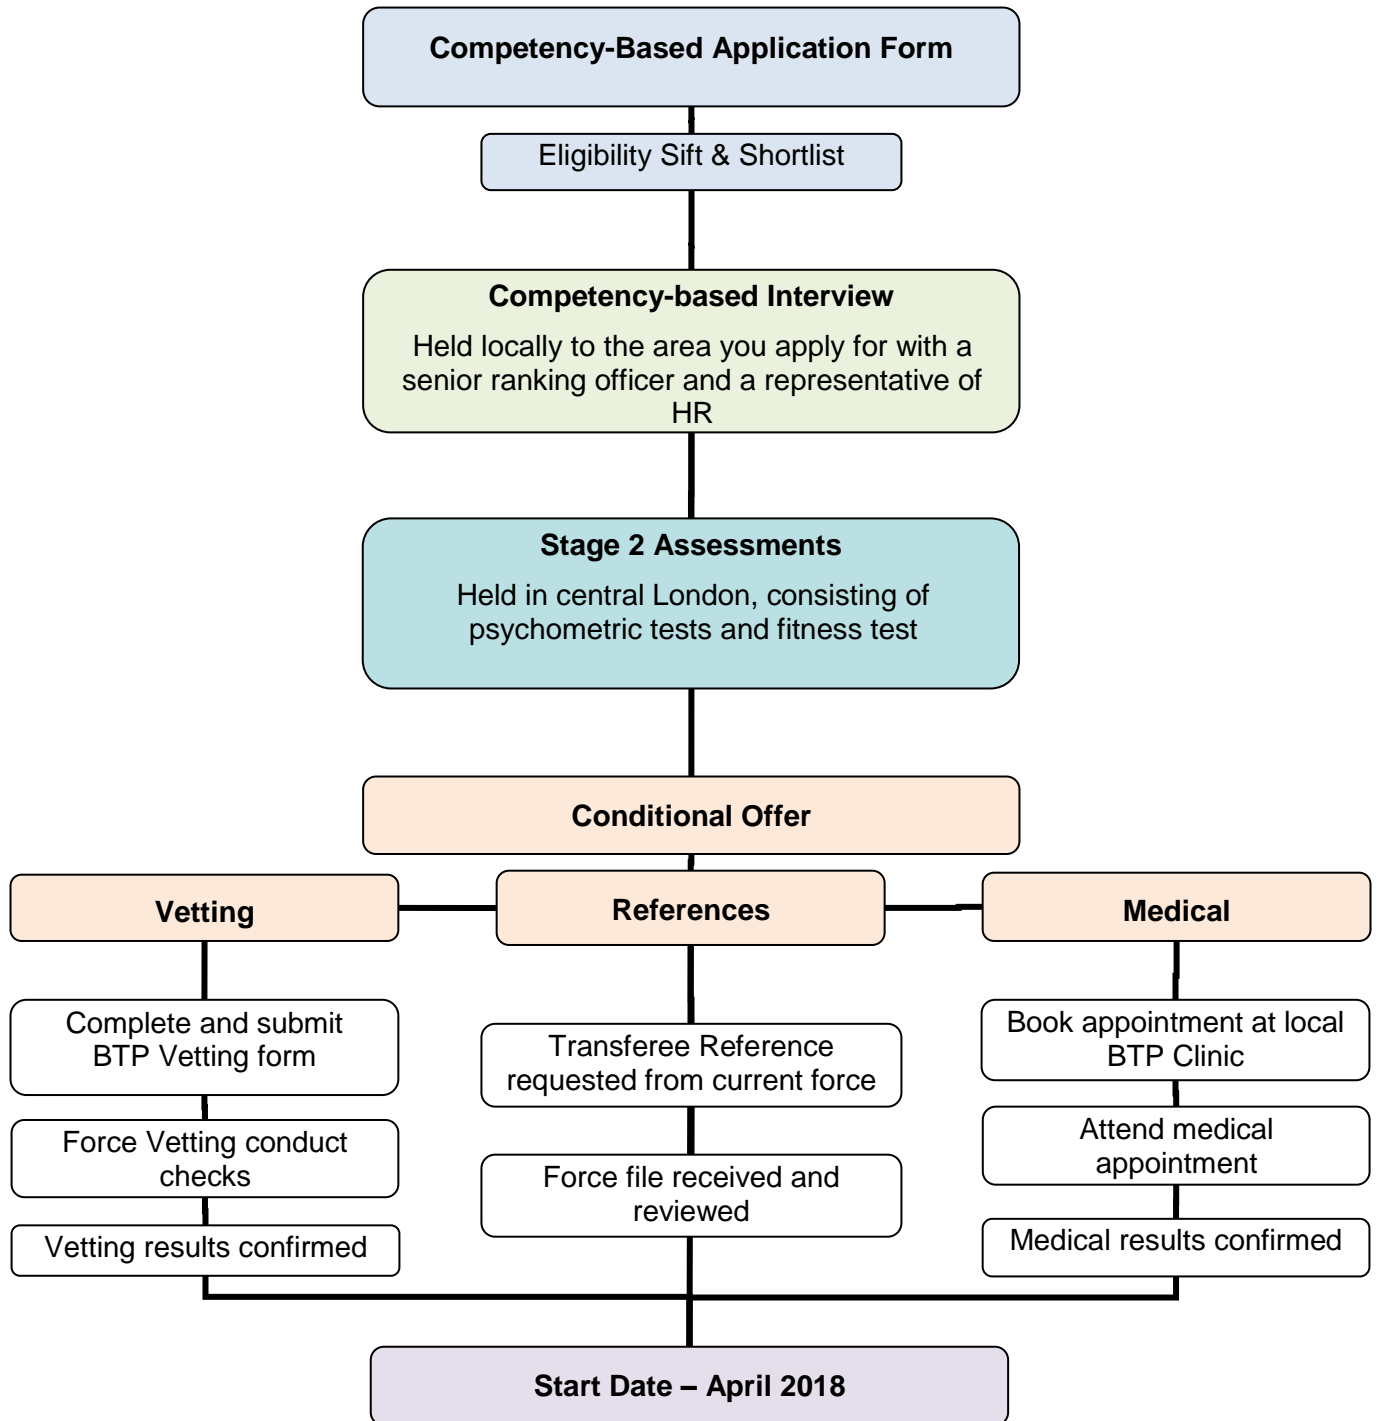 Competency-Based Application Form
Eligibility Sift & Shortlist
Competency-based Interview
Held locally to the area you apply for with a
senior ranking officer and a representative of
HR
Stage 2 Assessments
Held in central London, consisting of
psychometric tests and fitness test
Conditional Offer
Vetting
References
Medical
Complete and submit
BTP Vetting form
Force Vetting conduct
checks
Vetting results confirmed
Transferee Reference
requested from current force
Force file received and
reviewed
Book appointment at local
BTP Clinic
Attend medical
appointment
Medical results confirmed
Start Date – April 2018